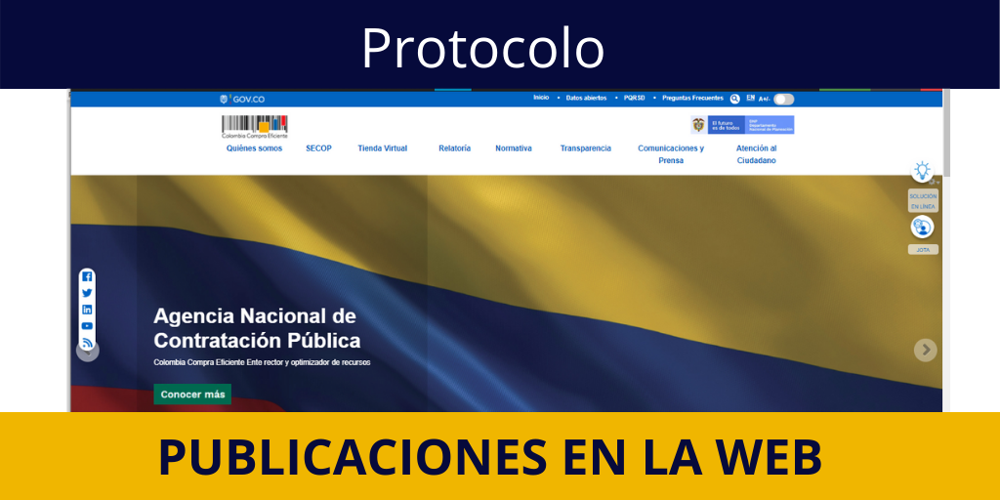 Protocolo
GOV.CO
Inicio • Datos abiertos • PQRSD • Preguntas Frecuentes EN A+/-
Colombia Compra Eficiente
El futuro es de todos
DNP
Departamento
Nacional de Planeación
Quiénes somos SECOP Tienda Virtual Relatoría Normativa Transparencia Comunicaciones y Prensa Atención al Ciudadano
SOLUCIÓN
EN LÍNEA
JOTA
Agencia Nacional de
Contratación Pública
Colombia Compra Eficiente Ente rector y optimizador de recursos
Conocer más
PUBLICACIONES EN LA WEB